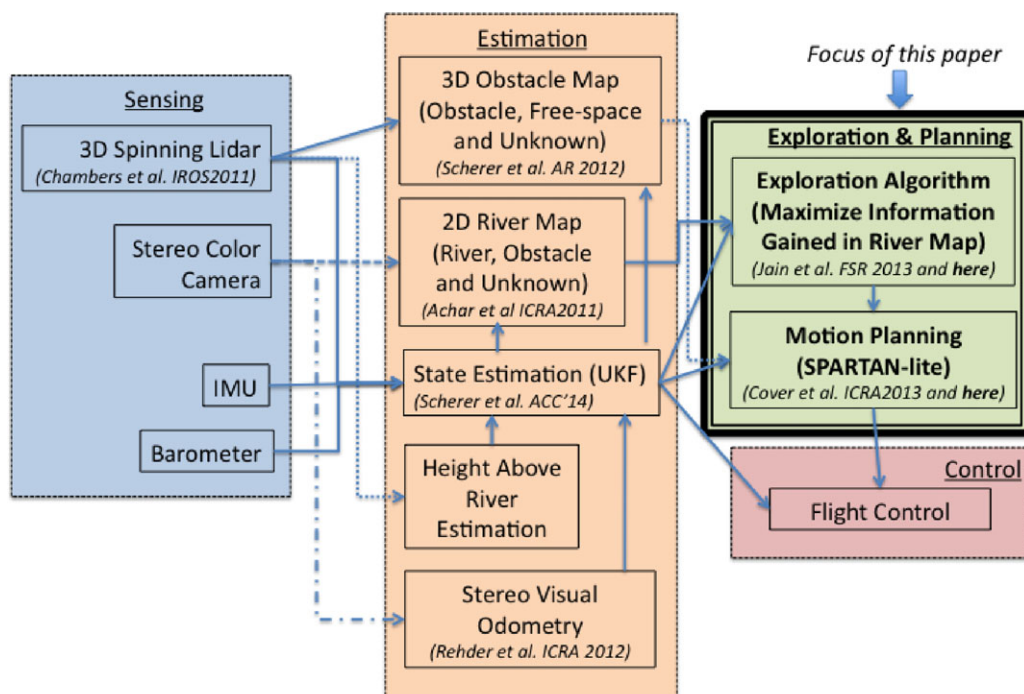 Sensing
3D Spinning Lidar
(Chambers et al. IROS2011)
Stereo Color
Camera
IMU
Barometer
Estimation
3D Obstacle Map
(Obstacle, Free-space
and Unknown)
(Scherer et al. AR 2012)
2D River Map
(River, Obstacle
and Unknown)
(Achar et al ICRA2011)
State Estimation (UKF)
(Scherer et al. ACC'14)
Height Above
River
Estimation
Stereo Visual
Odometry
(Rehder et al. ICRA 2012)
Focus of this paper
Exploration & Planning
Exploration Algorithm
(Maximize Information
Gained in River Map)
(Jain et al. FSR 2013 and here)
Motion Planning
(SPARTAN-lite)
(Cover et al. ICRA2013 and here)
Control
Flight Control